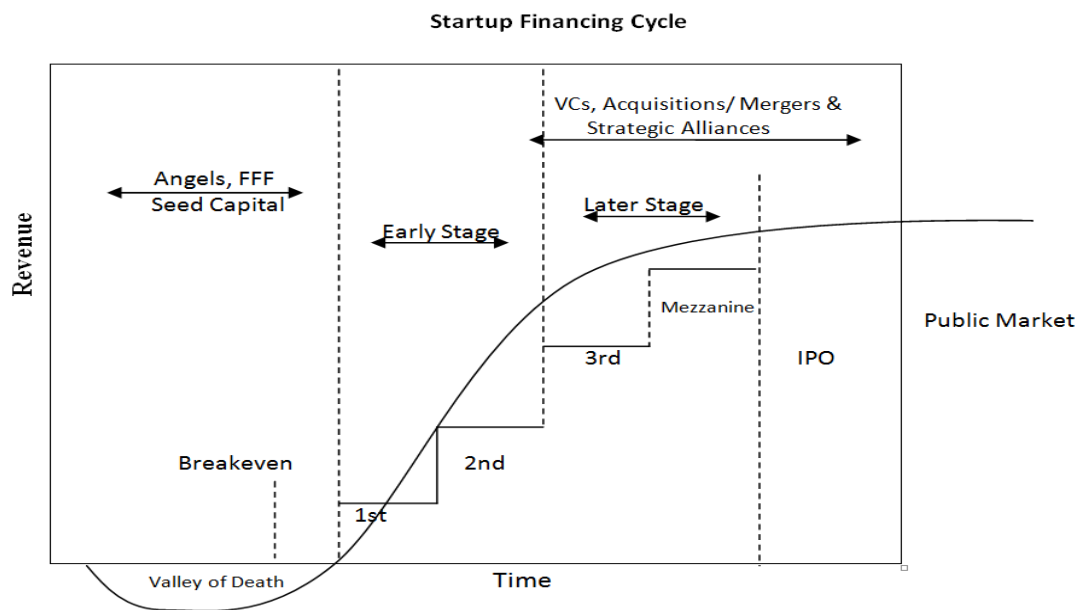 Startup Financing Cycle
VCs, Acquisitions/ Mergers &
Strategic Alliances
Angels, FFF
Seed Capital
Later Stage
Early Stage
Revenue
Mezzanine
Public Market
3rd
IPO
Breakeven
2nd
1st
Valley of Death
Time